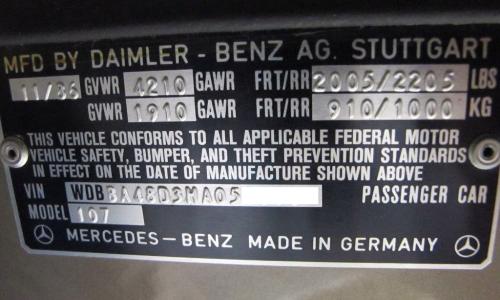 MFD BY DAIMLER - BENZ AG. STUTTGART
11/86 GVWR 4210 GAWR FRT/RR 2005/2205 LBS
GVWR 1910 GAWR FRT/RR 910/1000 KG
THIS VEHICLE CONFORMS TO ALL APPLICABLE FEDERAL MOTOR
VEHICLE SAFETY, BUMPER, AND THEFT PREVENTION STANDARDS
IN EFFECT ON THE DATE OF MANUFACTURE SHOWN ABOVE
VIN WDBBA48D3HA05 PASSENGER CAR
MODEL 107
MERCEDES-BENZ MADE IN GERMANY